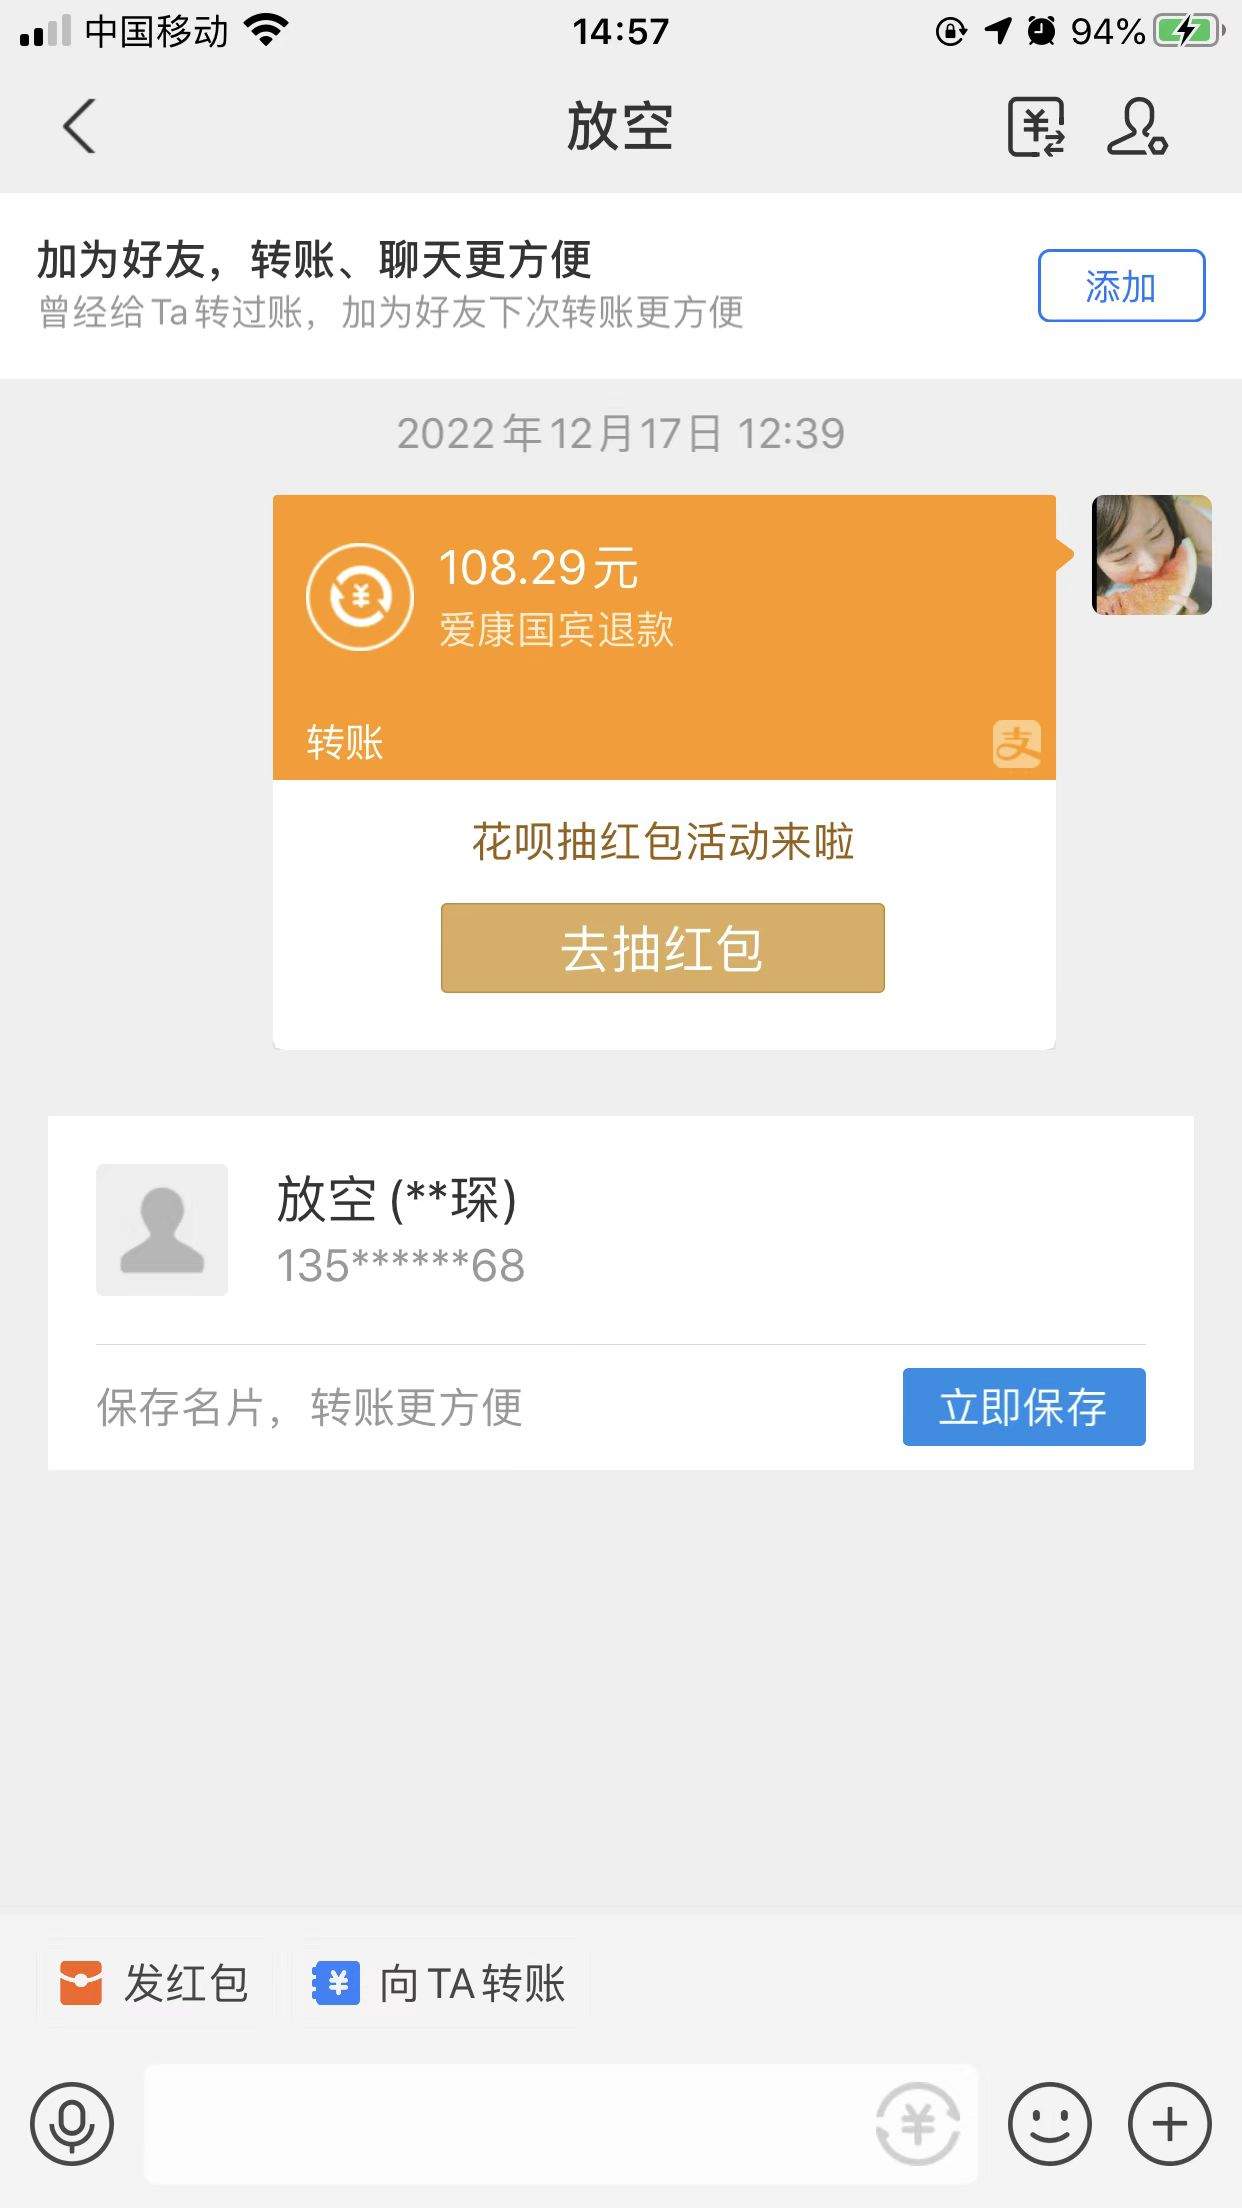 中国移动
14:57
94%
放空
加为好友，转账、聊天更方便
曾经给Ta转过账，加为好友下次转账更方便
添加
2022年12月17日 12:39
108.29元
爱康国宾退款
转账
支
花呗抽红包活动来啦
去抽红包
放空 (**琛)
135******68
保存名片，转账更方便
立即保存
发红包
向TA转账